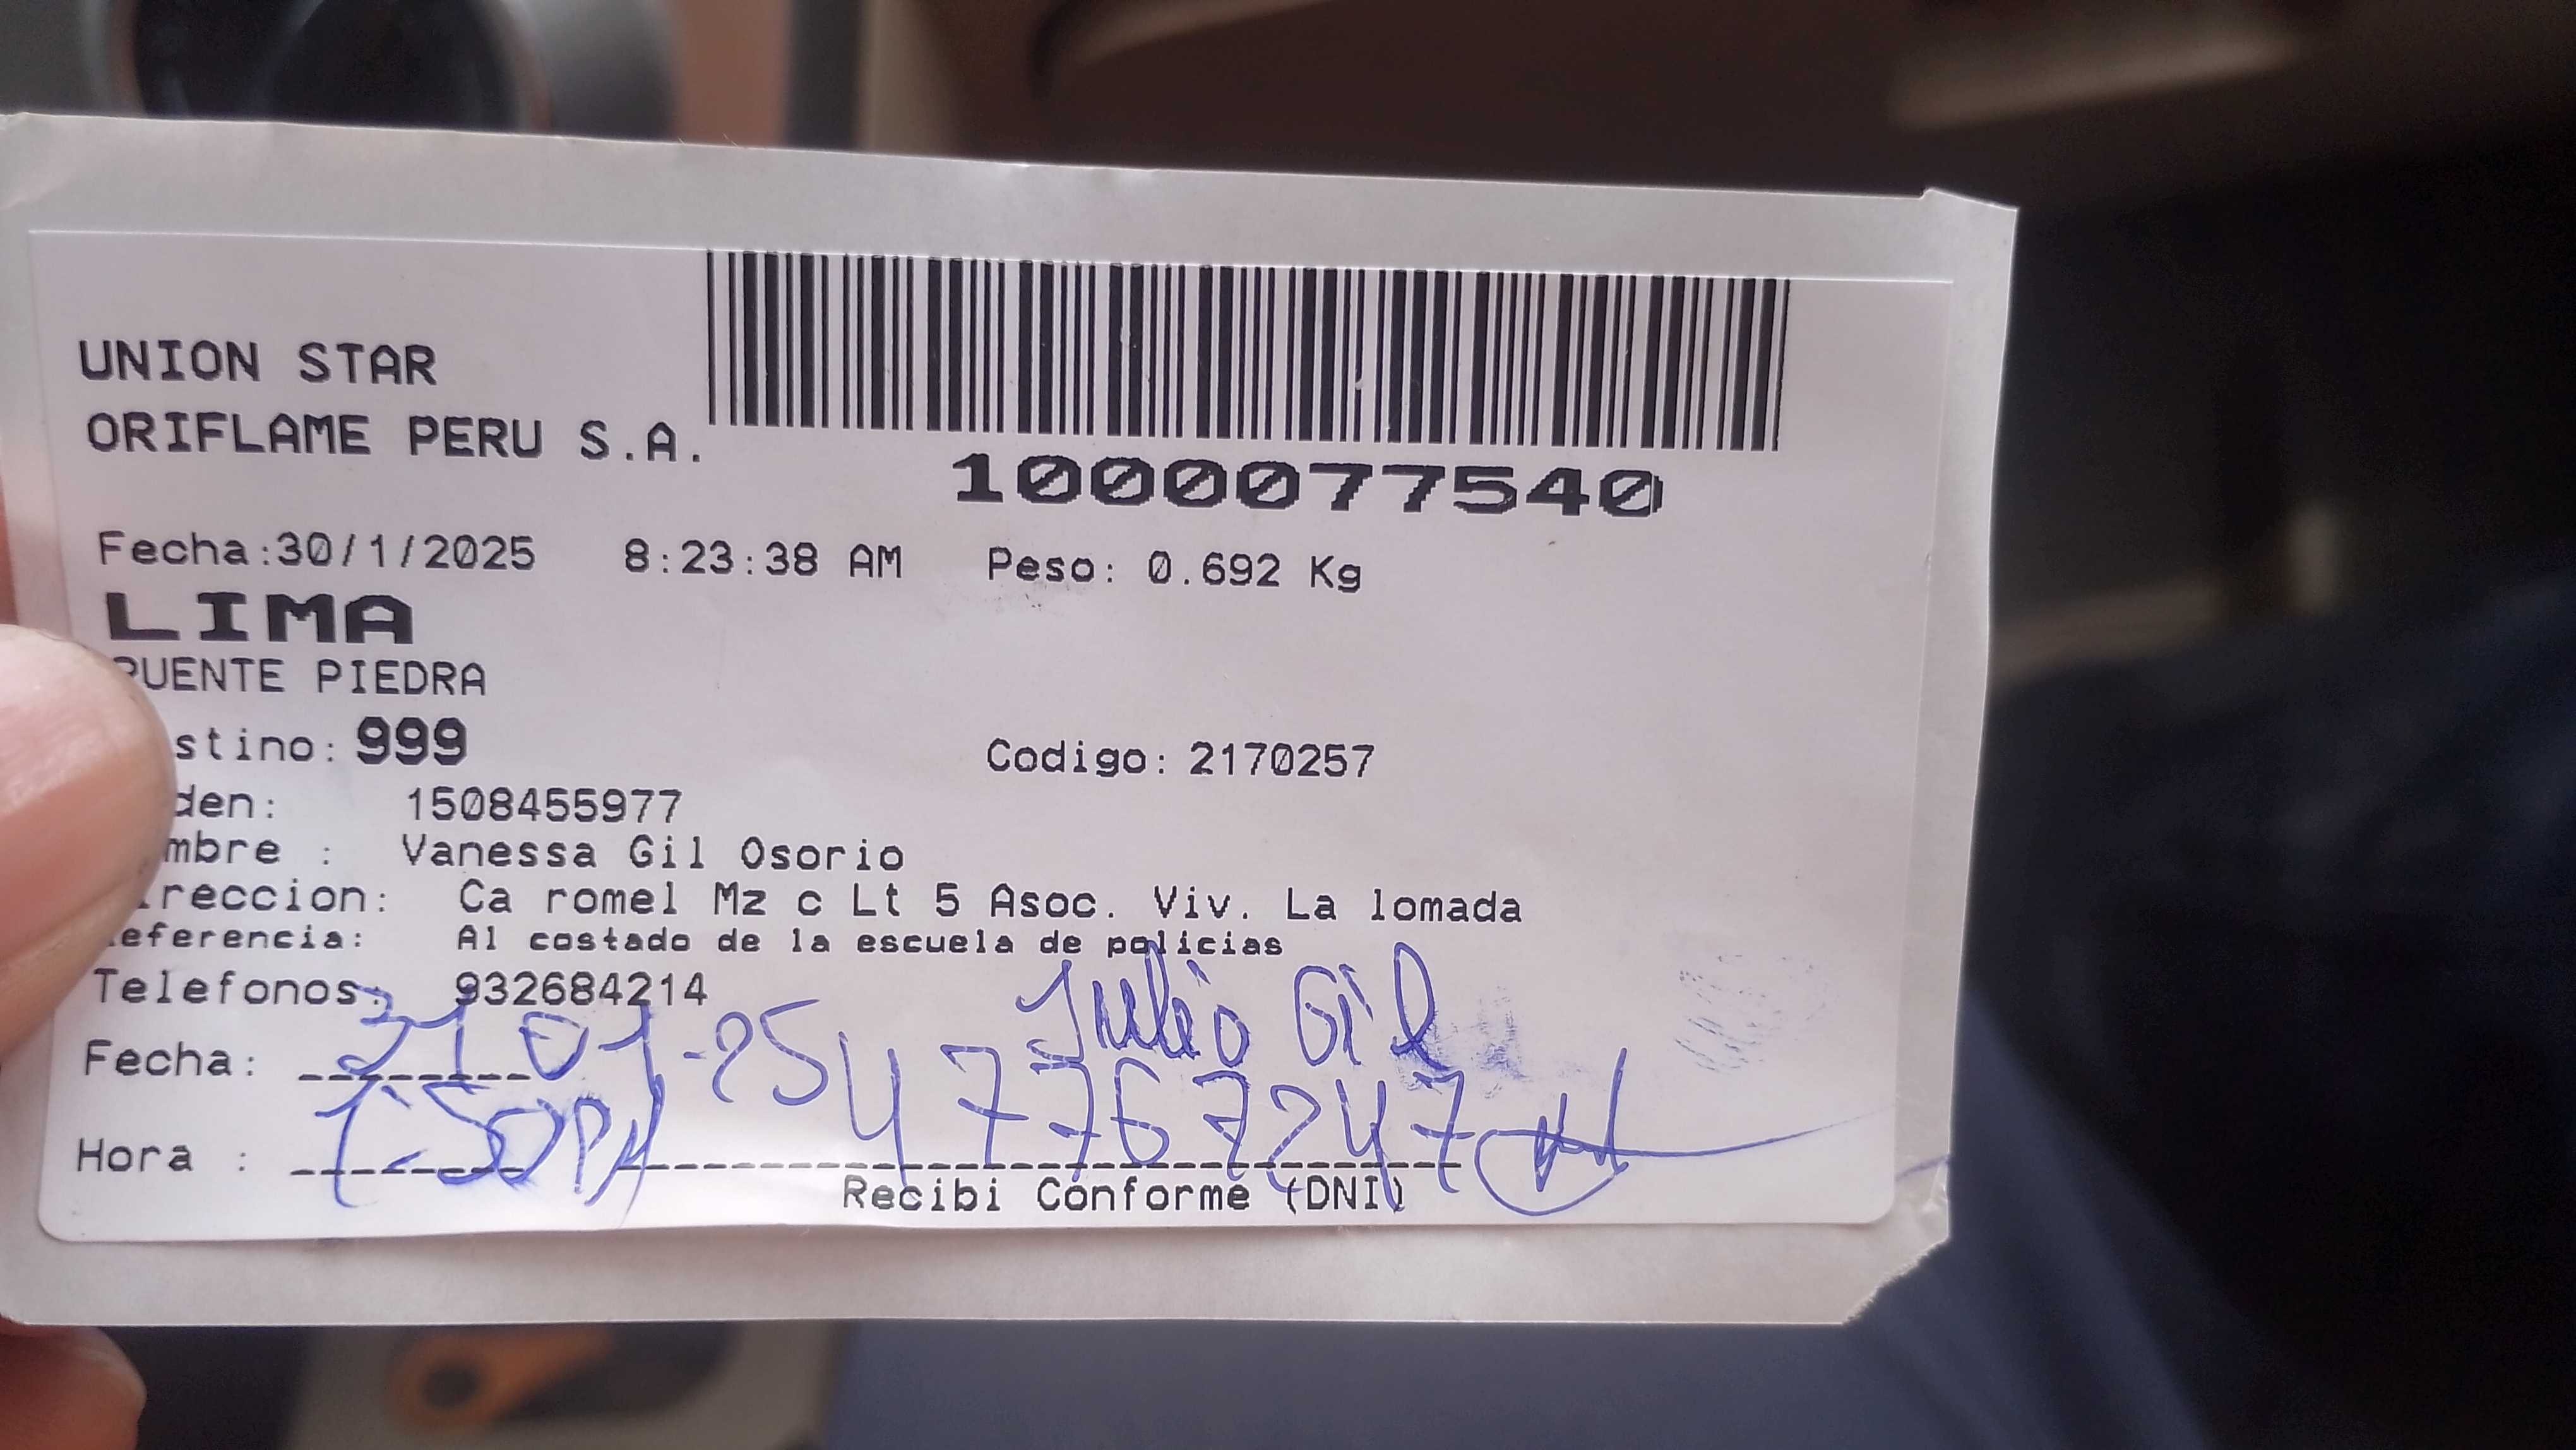 UNION STAR
ORIFLAME PERU S.A.
1000077540
Fecha:30/1/2025 8:23:38 AM Peso: 0.692 Kg
LIMA
PUENTE PIEDRA
stino: 999 Codigo: 2170257
den: 1508455977
mbre : Vanessa Gil Osorio
reccion: Ca romel Mz c Lt 5 Asoc. Viv. La lomada
eferencia: Al costado de la escuela de policias
Telefonos: 932684214
Julio Gil
Fecha: 31-01-25
47767247
Hora :
Recibi Conforme (DNI)